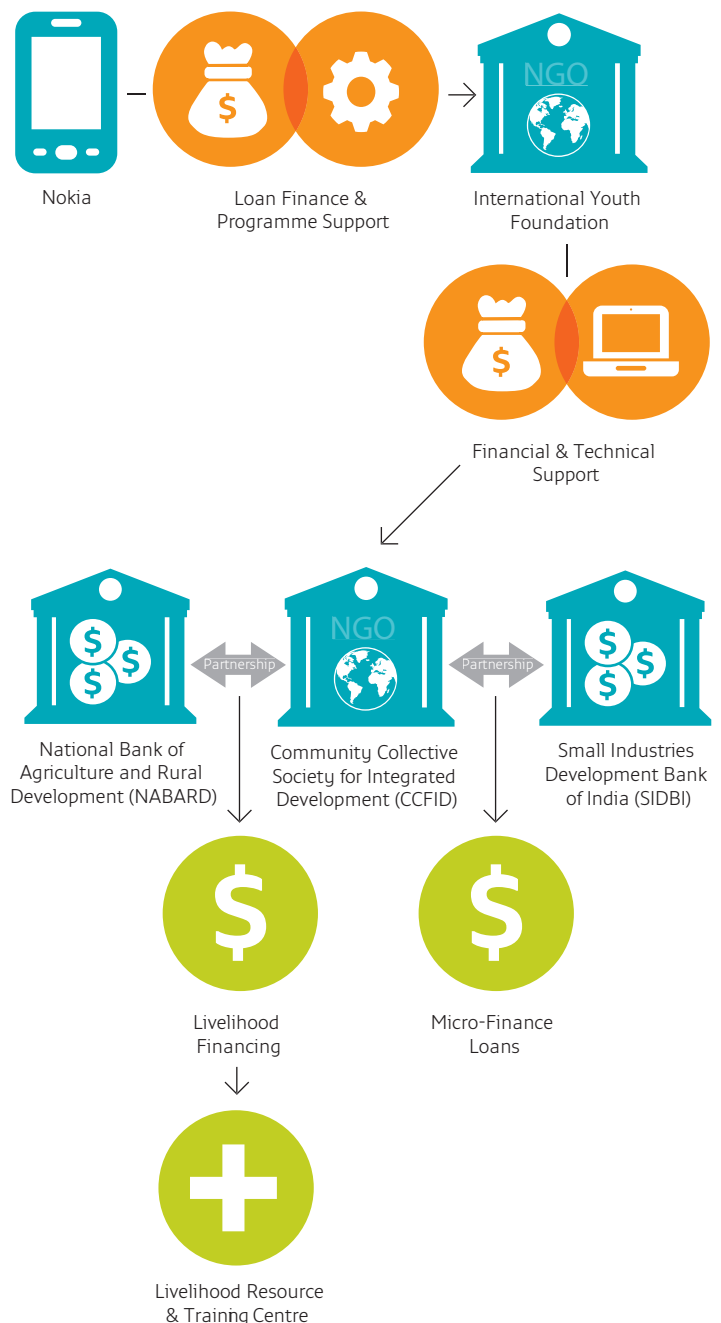 NGO
Nokia
Loan Finance &
Programme Support
International Youth
Foundation
$
$
Financial & Technical
Support
NGO
$
$
$
Partnership
Partnership
$
$
$
National Bank of
Agriculture and Rural
Development (NABARD)
Community Collective
Society for Integrated
Development (CCFID)
Small Industries
Development Bank
of India (SIDBI)
$
$
Livelihood
Financing
Micro-Finance
Loans
Livelihood Resource
& Training Centre